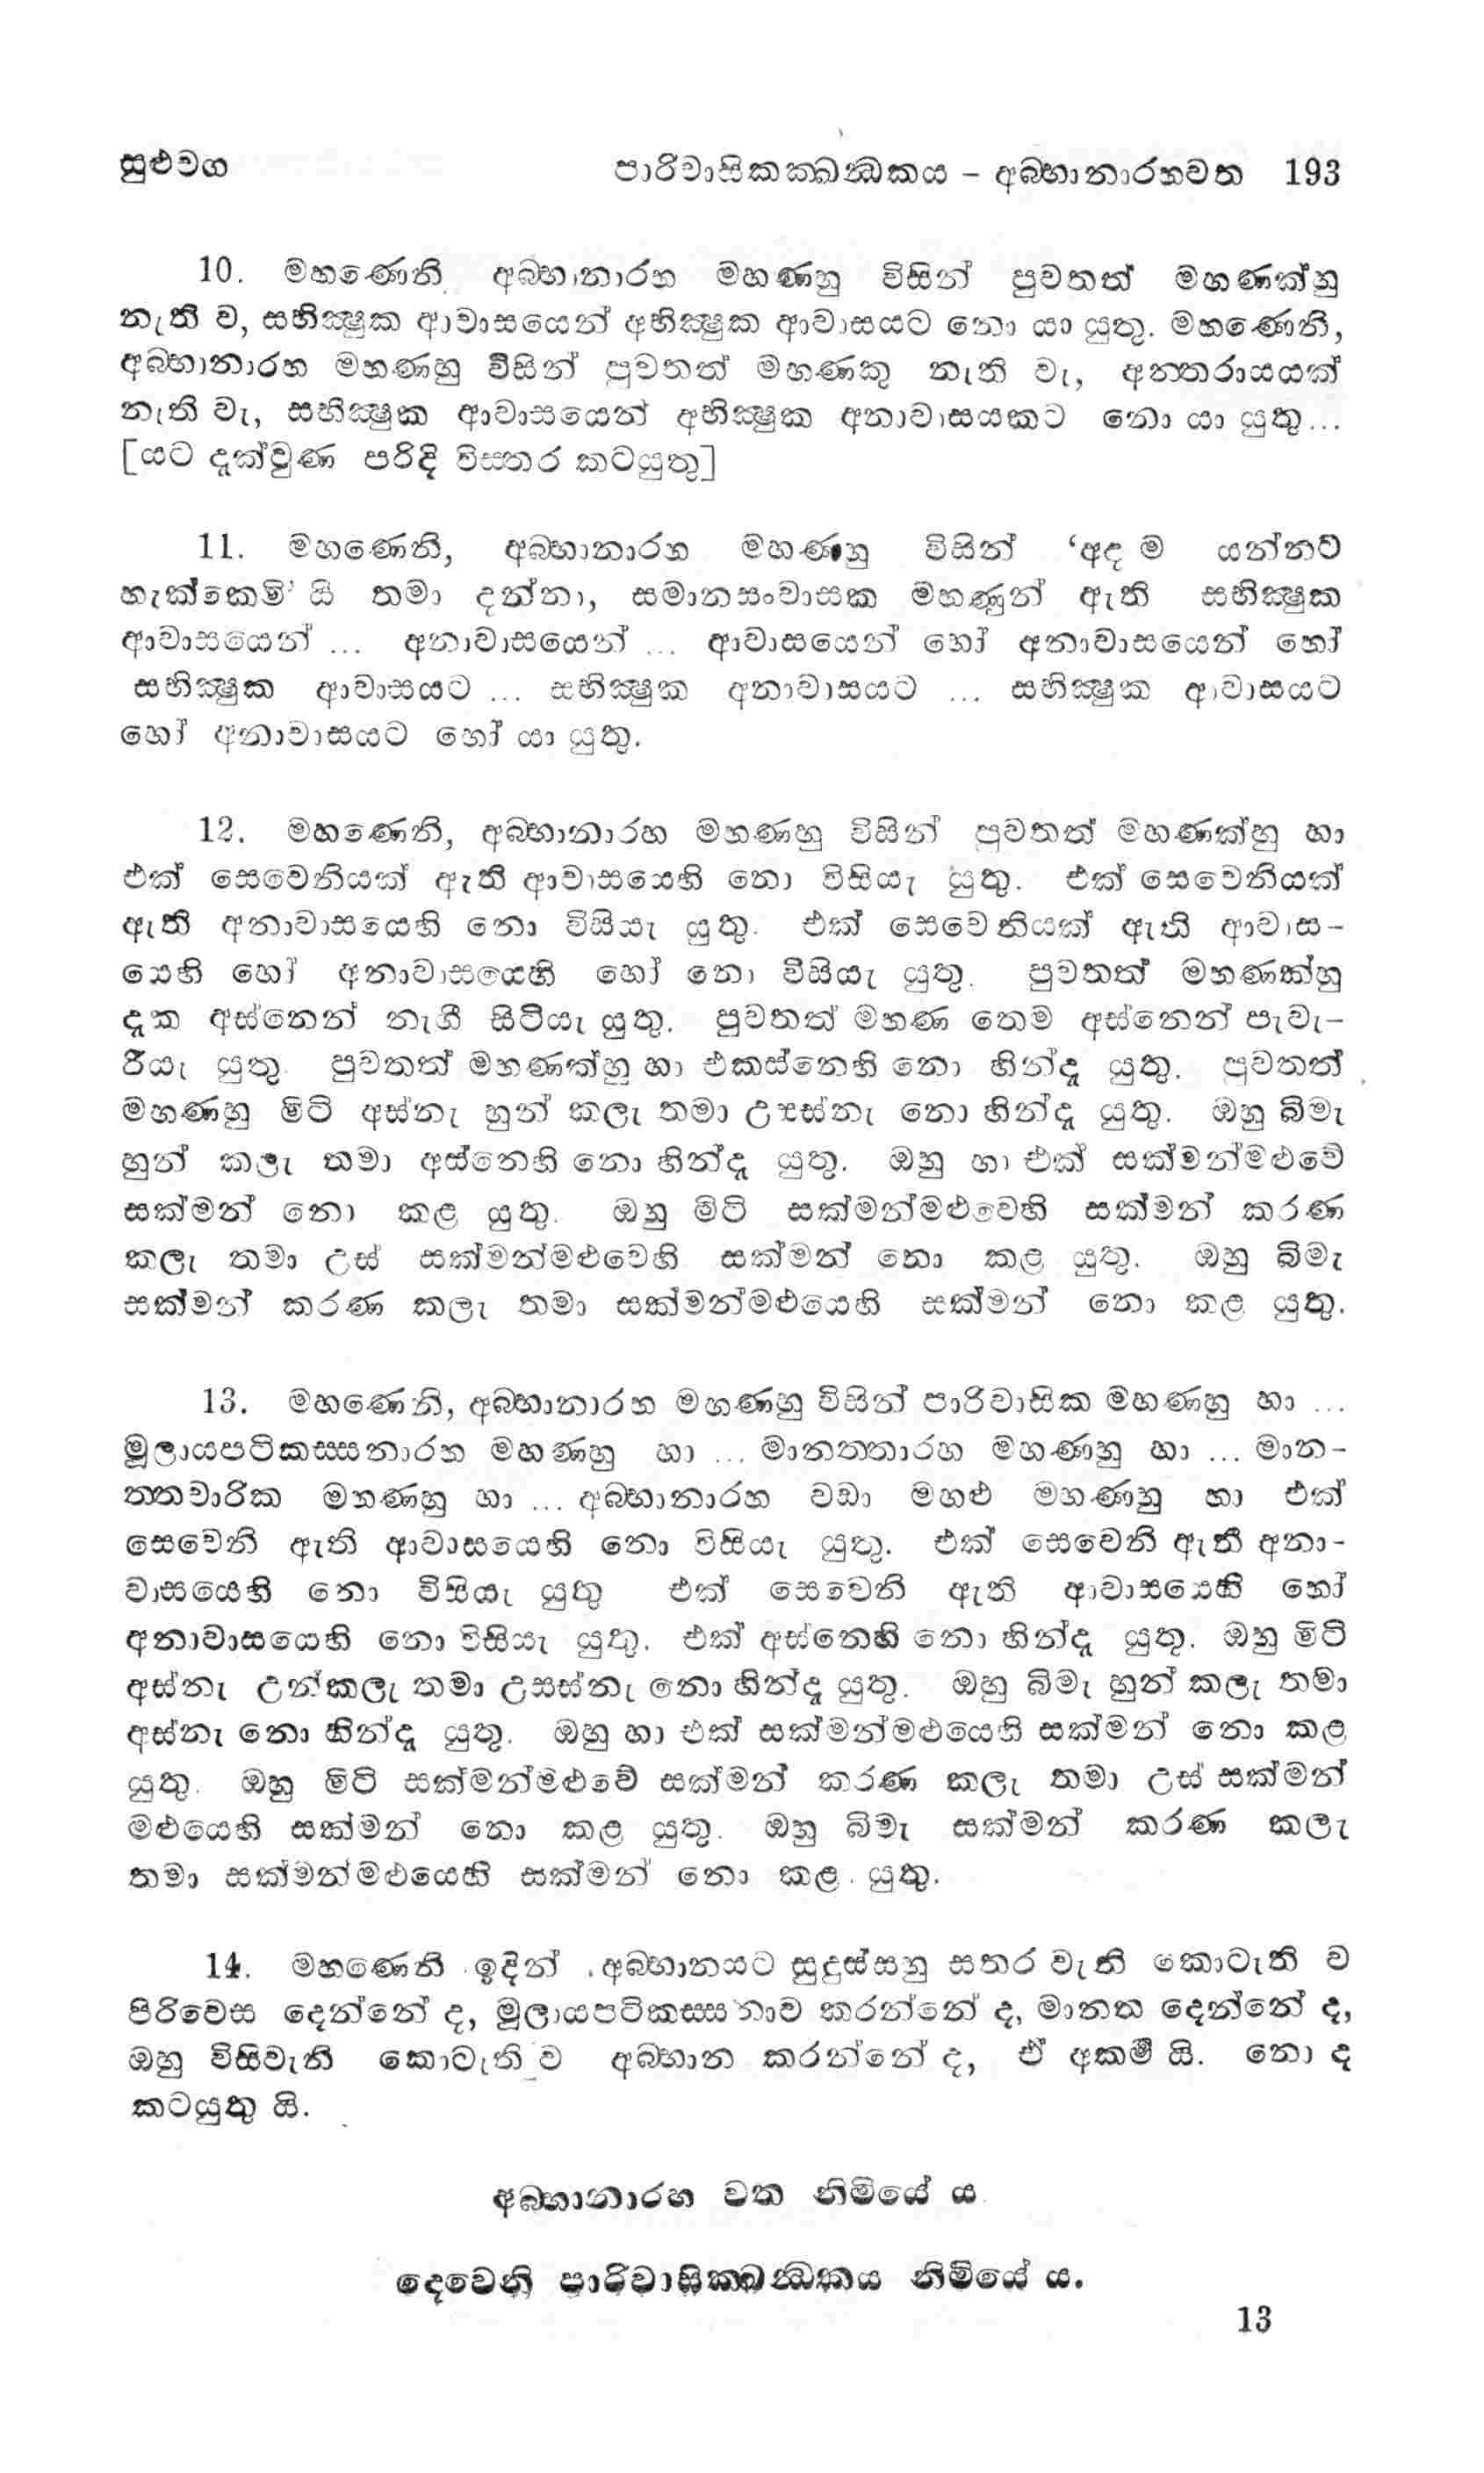 සුළුවග පාරිවාසිකක්ඛන්ධකය – අබ්භානාරහවත 193
10. මහණෙනි අබ්භානාරහ මහණහු විසින් පුවතත් මහණක්හු
නැති ව, සභික්ෂුක ආවාසයෙන් අභික්ෂුක ආවාසයට නො යා යුතු. මහණෙනි,
අබ්භානාරහ මහණහු විසින් පුවතත් මහණකු නැති වැ, අන්තරායයක්
නැති වැ, සභික්ෂුක ආවාසයෙන් අභික්ෂුක අනාවාසයකට නො යා යුතු...
[යට දැක්වුණ පරිදි විස්තර කටයුතු]
11. මහණෙනි, අබ්භානාරහ මහණහු විසින් ‘අද ම යන්නට්
හැක්කෙමි’ යි තමා දන්නා, සමානසංවාසක මහණුන් ඇති සභික්ෂුක
ආවාසයෙන් ... අනාවාසයෙන් ... ආවාසයෙන් හෝ අනාවාසයෙන් හෝ
සභික්ෂුක ආවාසයට ... සභික්ෂුක අනාවාසයට ... සභික්ෂුක ආවාසයට
හෝ අනාවාසයට හෝ යා යුතු.
12. මහණෙනි, අබ්භානාරහ මහණහු විසින් පුවතත් මහණක්හු හා
එක් සෙවෙනියක් ඇති ආවාසයෙහි නො විසියැ යුතු. එක් සෙවෙනියක්
ඇති අනාවාසයෙහි නො විසියැ යුතු. එක් සෙවෙනියක් ඇති ආවාස-
යෙහි හෝ අනාවාසයෙහි හෝ නො විසියැ යුතු. පුවතත් මහණක්හු
දැක අස්නෙන් නැගී සිටියැ යුතු. පුවතත් මහණ තෙම අස්නෙන් පැවැ-
රියැ යුතු. පුවතත් මහණක්හු හා එකස්නෙහි නො හින්දැ යුතු. පුවතත්
මහණහු මිටි අස්නැ හුන් කලැ තමා උසස්නැ නො හින්දැ යුතු. ඔහු බිමැ
හුන් කලැ තමා අස්නෙහි නො හින්දැ යුතු. ඔහු හා එක් සක්මන්මළුවේ
සක්මන් නො කළ යුතු. ඔහු මිටි සක්මන්මළුවෙහි සක්මන් කරණ
කලැ තමා උස් සක්මන්මළුවෙහි සක්මන් නො කළ යුතු. ඔහු බිමැ
සක්මන් කරණ කලැ තමා සක්මන්මළුයෙහි සක්මන් නො කළ යුතු.
13. මහණෙනි, අබ්භානාරහ මහණහු විසින් පාරිවාසික මහණහු හා ...
මූලායපටිකස්සනාරහ මහණහු හා ... මානත්තාරහ මහණහු හා ... මාන-
ත්තචාරික මහණහු හා ... අබ්භානාරහ වඩා මහළු මහණහු හා එක්
සෙවෙනි ඇති ආවාසයෙහි නො විසියැ යුතු. එක් සෙවෙනි ඇති අනා-
වාසයෙහි නො විසියැ යුතු එක් සෙවෙනි ඇති ආවාසයෙහි හෝ
අනාවාසයෙහි නො විසියැ යුතු. එක් අස්නෙහි නො හින්දැ යුතු. ඔහු මිටි
අස්නැ උන්කලැ තමා උසස්නැ නො හින්දැ යුතු. ඔහු බිමැ හුන් කලැ තමා
අස්නැ නො හින්දැ යුතු. ඔහු හා එක් සක්මන්මළුයෙහි සක්මන් නො කළ
යුතු. ඔහු මිටි සක්මන්මළුවේ සක්මන් කරණ කලැ තමා උස් සක්මන්
මළුයෙහි සක්මන් නො කළ යුතු. ඔහු බිමැ සක්මන් කරණ කලැ
තමා සක්මන්මළුයෙහි සක්මන් නො කළ යුතු.
14. මහණෙනි ඉදින් අබ්භානයට සුදුස්සහු සතර වැනි කොටැති ව
පිරිවෙස දෙන්නේ ද, මූලායපටිකස්සනාව කරන්නේ ද, මානත දෙන්නේ ද,
ඔහු විසිවැනි කොටැති ව අබ්භාන කරන්නේ ද, ඒ අකර්‍ම යි. නො ද
කටයුතු යි.
අබ්භානාරහ වත නිමියේ ය.
දෙවෙනි පාරිවාසිකඛන්ධකය නිමියේ ය.
13